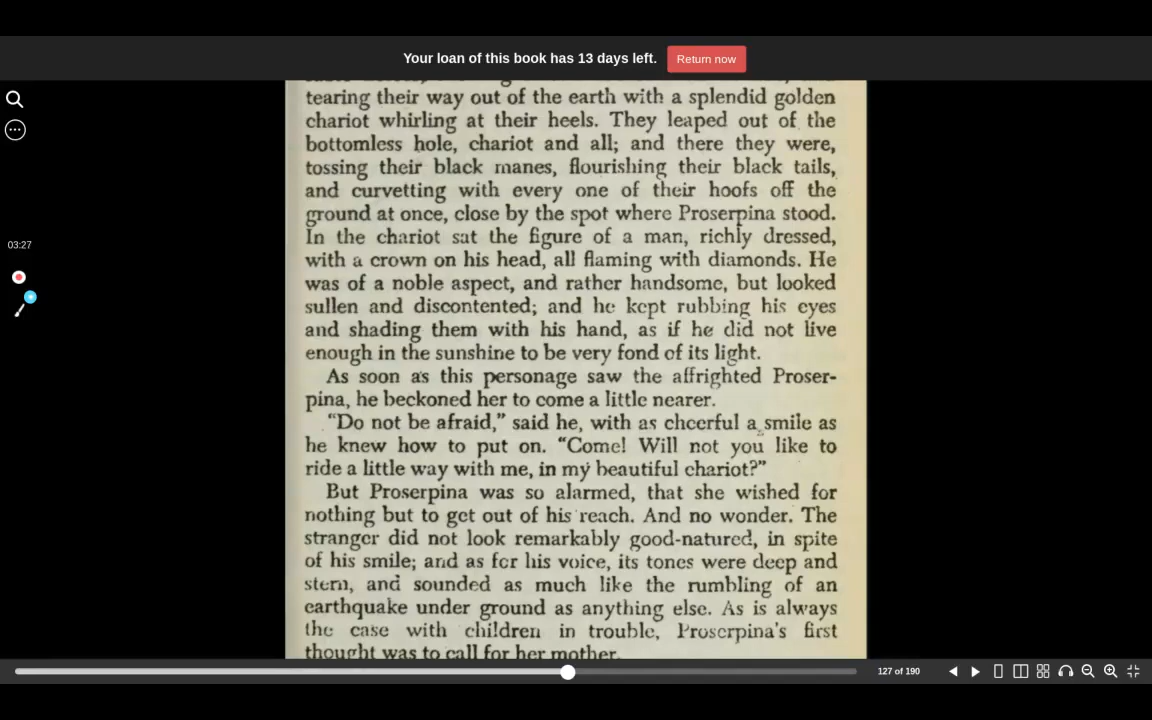 Your loan of this book has 13 days left. Return now
tearing their way out of the earth with a splendid golden
chariot whirling at their heels. They leaped out of the
bottomless hole, chariot and all; and there they were,
tossing their black manes, flourishing their black tails,
and curvetting with every one of their hoofs off the
ground at once, close by the spot where Proserpina stood.
In the chariot sat the figure of a man, richly dressed,
with a crown on his head, all flaming with diamonds. He
was of a noble aspect, and rather handsome, but looked
sullen and discontented; and he kept rubbing his eyes
and shading them with his hand, as if he did not live
enough in the sunshine to be very fond of its light.
As soon as this personage saw the affrighted Proser-
pina, he beckoned her to come a little nearer.
"Do not be afraid," said he, with as cheerful a smile as
he knew how to put on. "Come! Will not you like to
ride a little way with me, in my beautiful chariot?"
But Proserpina was so alarmed, that she wished for
nothing but to get out of his reach. And no wonder. The
stranger did not look remarkably good-natured, in spite
of his smile; and as for his voice, its tones were deep and
stern, and sounded as much like the rumbling of an
earthquake under ground as anything else. As is always
the case with children in trouble, Proserpina's first
thought was to call for her mother.
03:27
127 of 190